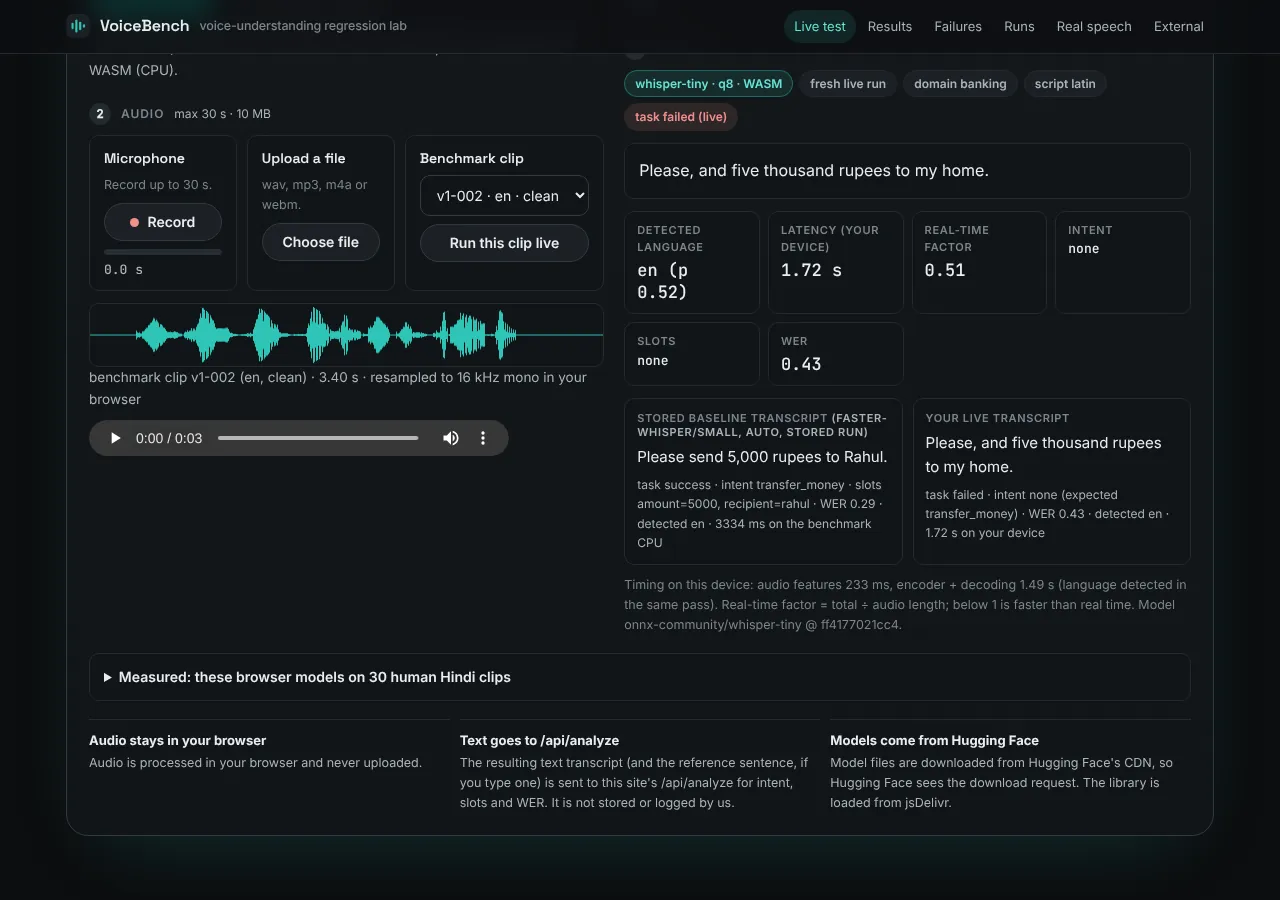 VoiceBench voice-understanding regression lab
Live test
Results
Failures
Runs
Real speech
External
WASM (CPU).
2 AUDIO max 30 s · 10 MB
Microphone
Record up to 30 s.
Record
0.0 s
Upload a file
wav, mp3, m4a or
webm.
Choose file
Benchmark clip
v1-002 · en · clean
Run this clip live
benchmark clip v1-002 (en, clean) · 3.40 s · resampled to 16 kHz mono in your
browser
0:00 / 0:03
whisper-tiny · q8 · WASM
fresh live run
domain banking
script latin
task failed (live)
Please, and five thousand rupees to my home.
DETECTED
LANGUAGE
en (p
0.52)
LATENCY (YOUR
DEVICE)
1.72 s
REAL-TIME
FACTOR
0.51
INTENT
none
SLOTS
none
WER
0.43
STORED BASELINE TRANSCRIPT (FASTER-
WHISPER/SMALL, AUTO, STORED RUN)
Please send 5,000 rupees to Rahul.
task success · intent transfer_money · slots
amount=5000, recipient=rahul · WER 0.29 ·
detected en · 3334 ms on the benchmark
CPU
YOUR LIVE TRANSCRIPT
Please, and five thousand rupees
to my home.
task failed · intent none (expected
transfer_money) · WER 0.43 · detected en ·
1.72 s on your device
Timing on this device: audio features 233 ms, encoder + decoding 1.49 s (language detected in
the same pass). Real-time factor = total ÷ audio length; below 1 is faster than real time. Model
onnx-community/whisper-tiny @ ff4177021cc4.
Measured: these browser models on 30 human Hindi clips
Audio stays in your browser
Audio is processed in your browser and never uploaded.
Text goes to /api/analyze
The resulting text transcript (and the reference sentence, if
you type one) is sent to this site's /api/analyze for intent,
slots and WER. It is not stored or logged by us.
Models come from Hugging Face
Model files are downloaded from Hugging Face's CDN, so
Hugging Face sees the download request. The library is
loaded from jsDelivr.